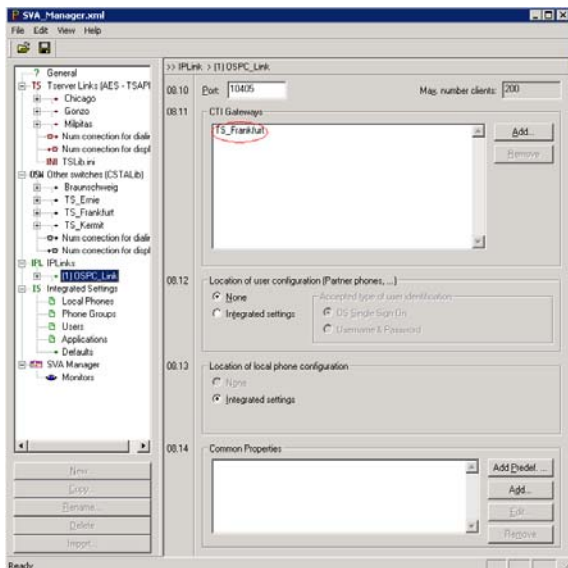 SVA_Manager.xml
File Edit View Help
? General
TS Tserver Links (AES - TSAPI
Chicago
Gonzo
Milpitas
Num correction for dialin
Num correction for displ
INI TSLib.ini
OSW Other switches (CSTALib)
Braunschweig
TS_Ernie
TS_Frankfurt
TS_Kermit
Num correction for dialin
Num correction for displ
IPL IPLinks
[1] OSPC_Link
IS Integrated Settings
Local Phones
Phone Groups
Users
Applications
Defaults
SVA Manager
Monitors
New...
Copy...
Rename...
Delete
Import...
>> IPLink > [1] OSPC_Link
08.10 Port: 10405 Max. number clients: 200
08.11 CTI Gateways
TS_Frankfurt
Add...
Remove
08.12 Location of user configuration (Partner phones, ...)
None
Integrated settings
Accepted type of user identification
OS Single Sign On
Username & Password
08.13 Location of local phone configuration
None
Integrated settings
08.14 Common Properties
Add Predef. ...
Add...
Edit...
Remove
Ready